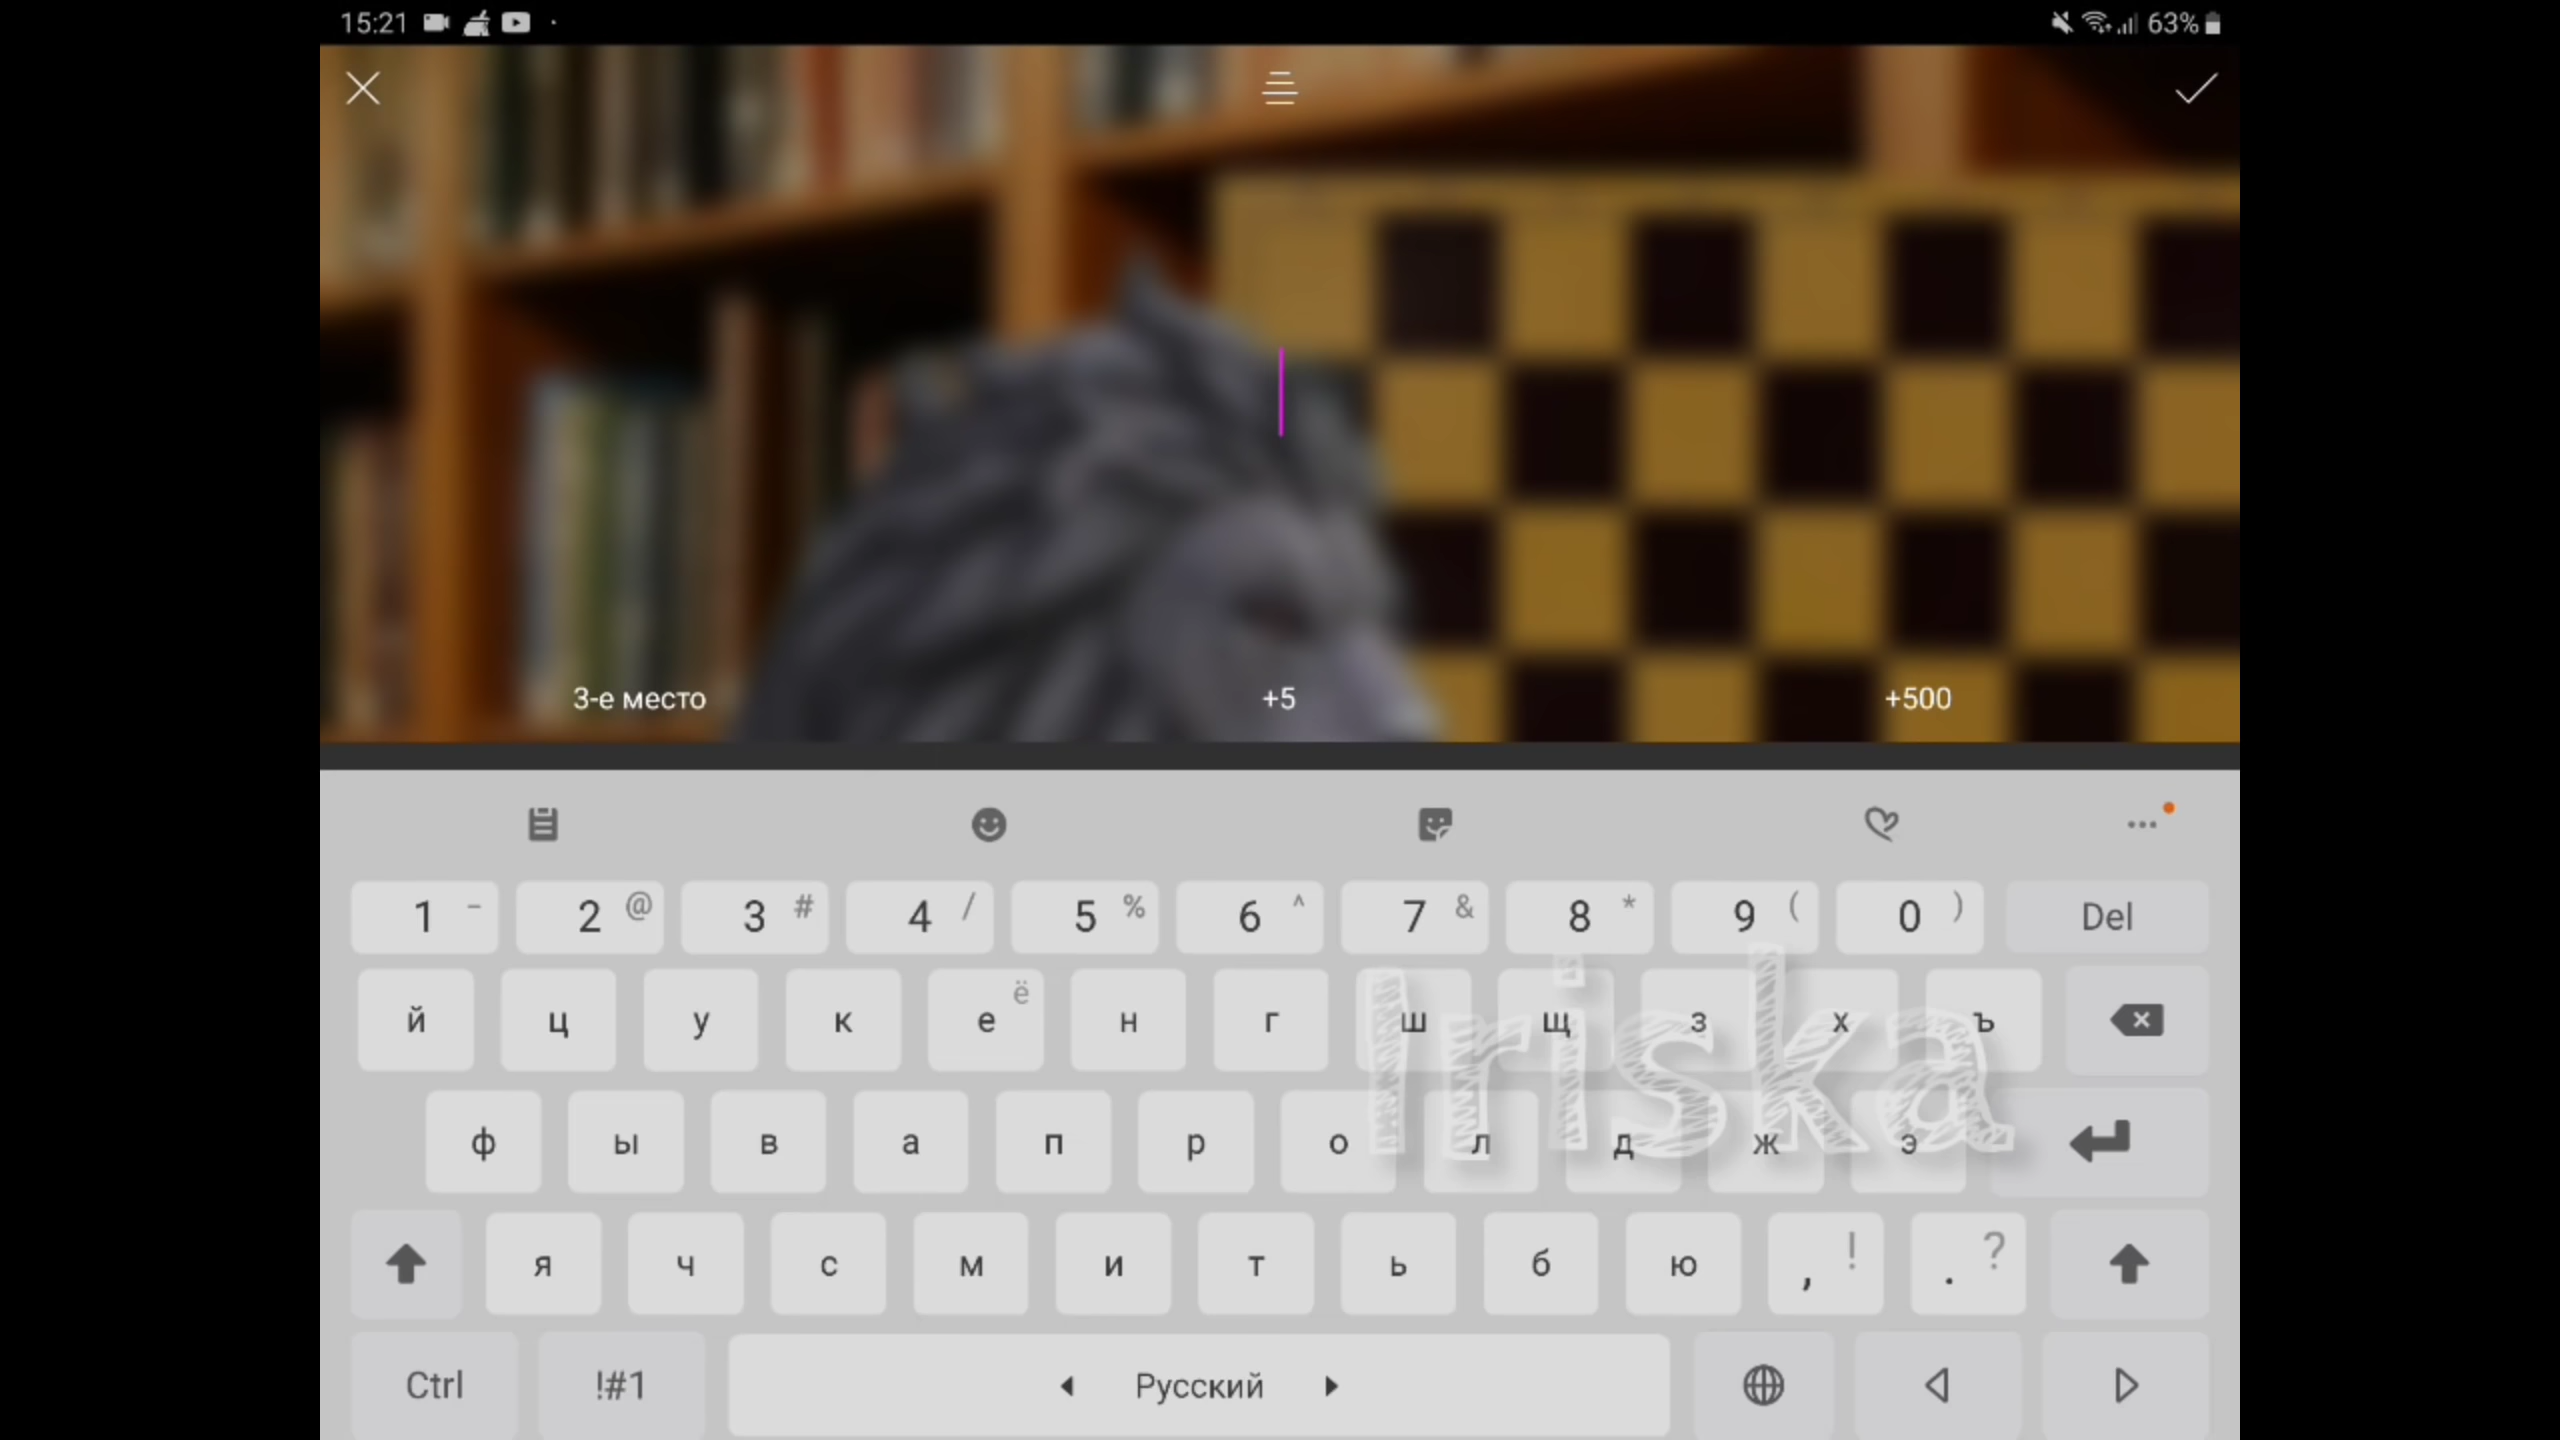 15:21 63%
3-е место +5 +500
1 - 2 @ 3 # 4 / 5 % 6 ^ 7 & 8 * 9 ( 0 ) Del
й ц у к е ё н г ш щ з х ъ
Iriska
ф ы в а п р о л д ж э
я ч с м и т ь б ю , ! . ?
Ctrl !#1 Русский